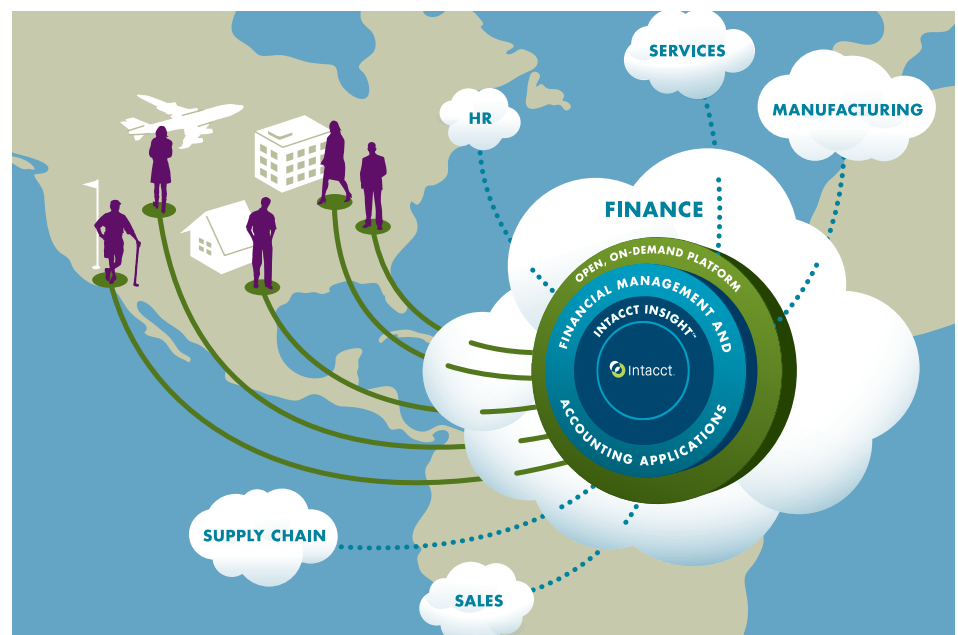 SERVICES
HR
MANUFACTURING
FINANCE
OPEN, ON-DEMAND PLATFORM
FINANCIAL MANAGEMENT AND
ACCOUNTING APPLICATIONS
INTACCT INSIGHT™
Intacct.
SUPPLY CHAIN
SALES